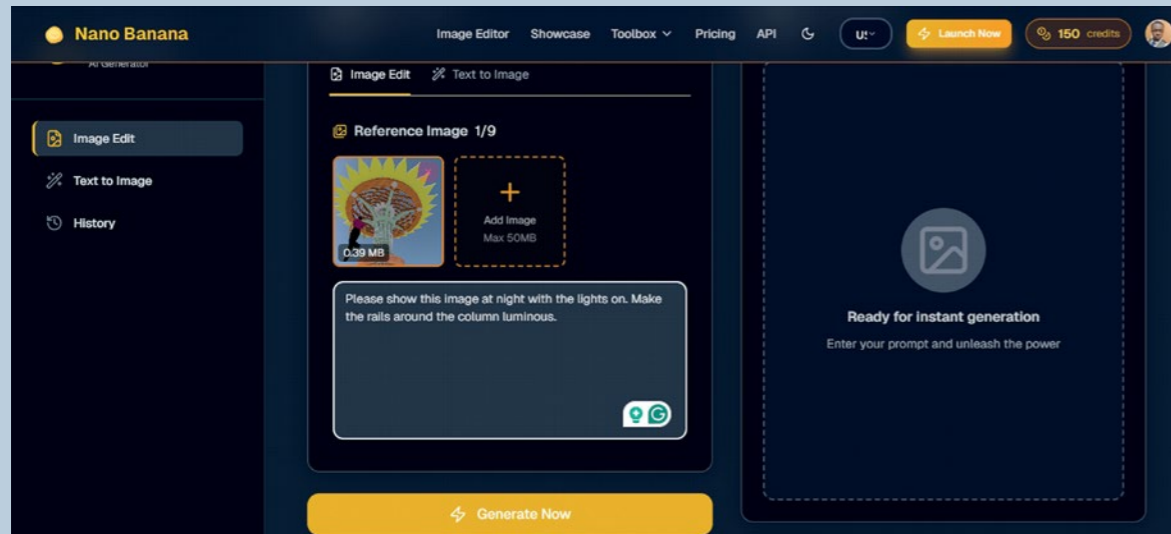 Nano Banana
Image Editor Showcase Toolbox Pricing API U: Launch Now 150 credits
AI Generator
Image Edit
Text to Image
History
Image Edit Text to Image
Reference Image 1/9
0.39 MB
Add Image
Max 50MB
Please show this image at night with the lights on. Make
the rails around the column luminous.
Generate Now
Ready for instant generation
Enter your prompt and unleash the power